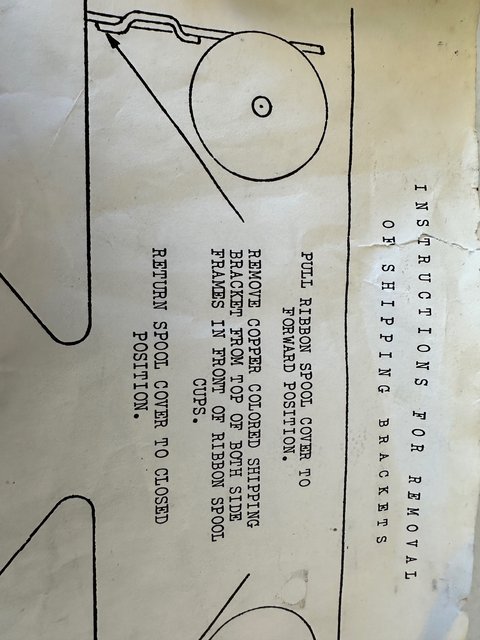 INSTRUCTIONS FOR REMOVAL
OF SHIPPING BRACKETS
PULL RIBBON SPOOL COVER TO
FORWARD POSITION.
REMOVE COPPER COLORED SHIPPING
BRACKET FROM TOP OF BOTH SIDE
FRAMES IN FRONT OF RIBBON SPOOL
CUPS.
RETURN SPOOL COVER TO CLOSED
POSITION.